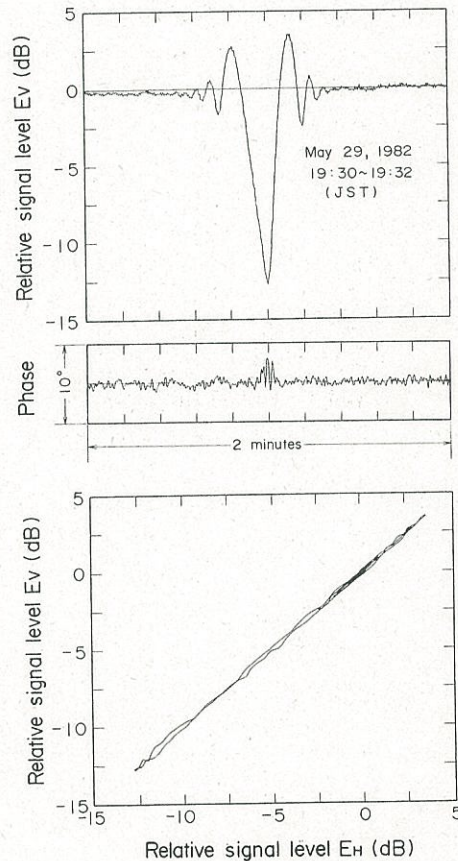 Relative signal level Ev (dB)
5
0
-5
-10
-15
May 29, 1982
19:30~19:32
(JST)
Phase
10°
2 minutes
Relative signal level Ev (dB)
5
0
-5
-10
-15
-15 -10 -5 0 5
Relative signal level EH (dB)